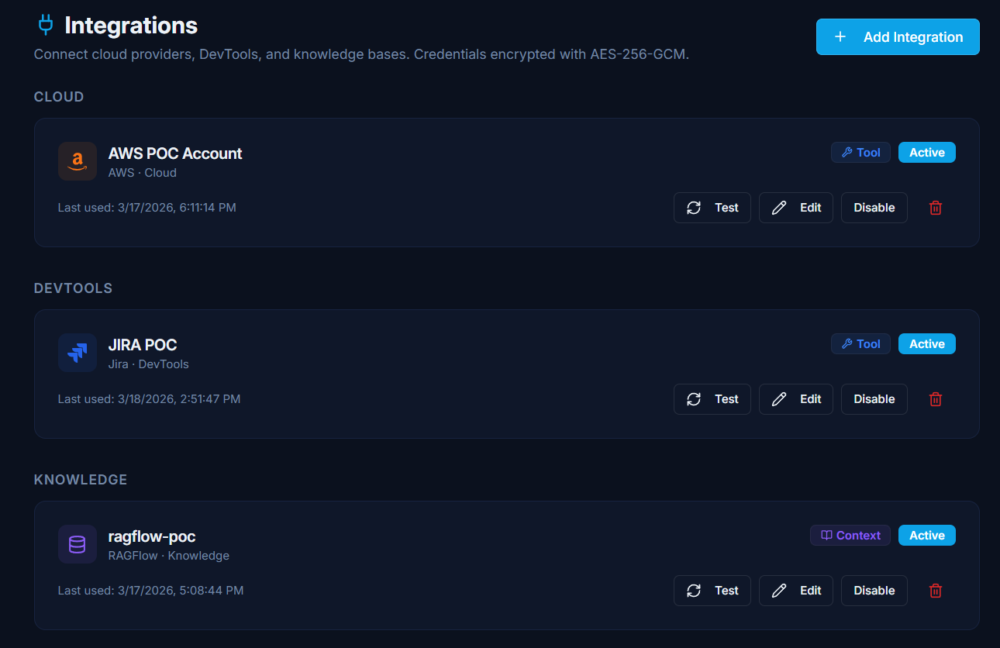 Integrations
Add Integration
Connect cloud providers, DevTools, and knowledge bases. Credentials encrypted with AES-256-GCM.
CLOUD
AWS POC Account
Tool
Active
AWS · Cloud
Last used: 3/17/2026, 6:11:14 PM
Test
Edit
Disable
DEVTOOLS
JIRA POC
Tool
Active
Jira · DevTools
Last used: 3/18/2026, 2:51:47 PM
Test
Edit
Disable
KNOWLEDGE
ragflow-poc
Context
Active
RAGFlow · Knowledge
Last used: 3/17/2026, 5:08:44 PM
Test
Edit
Disable